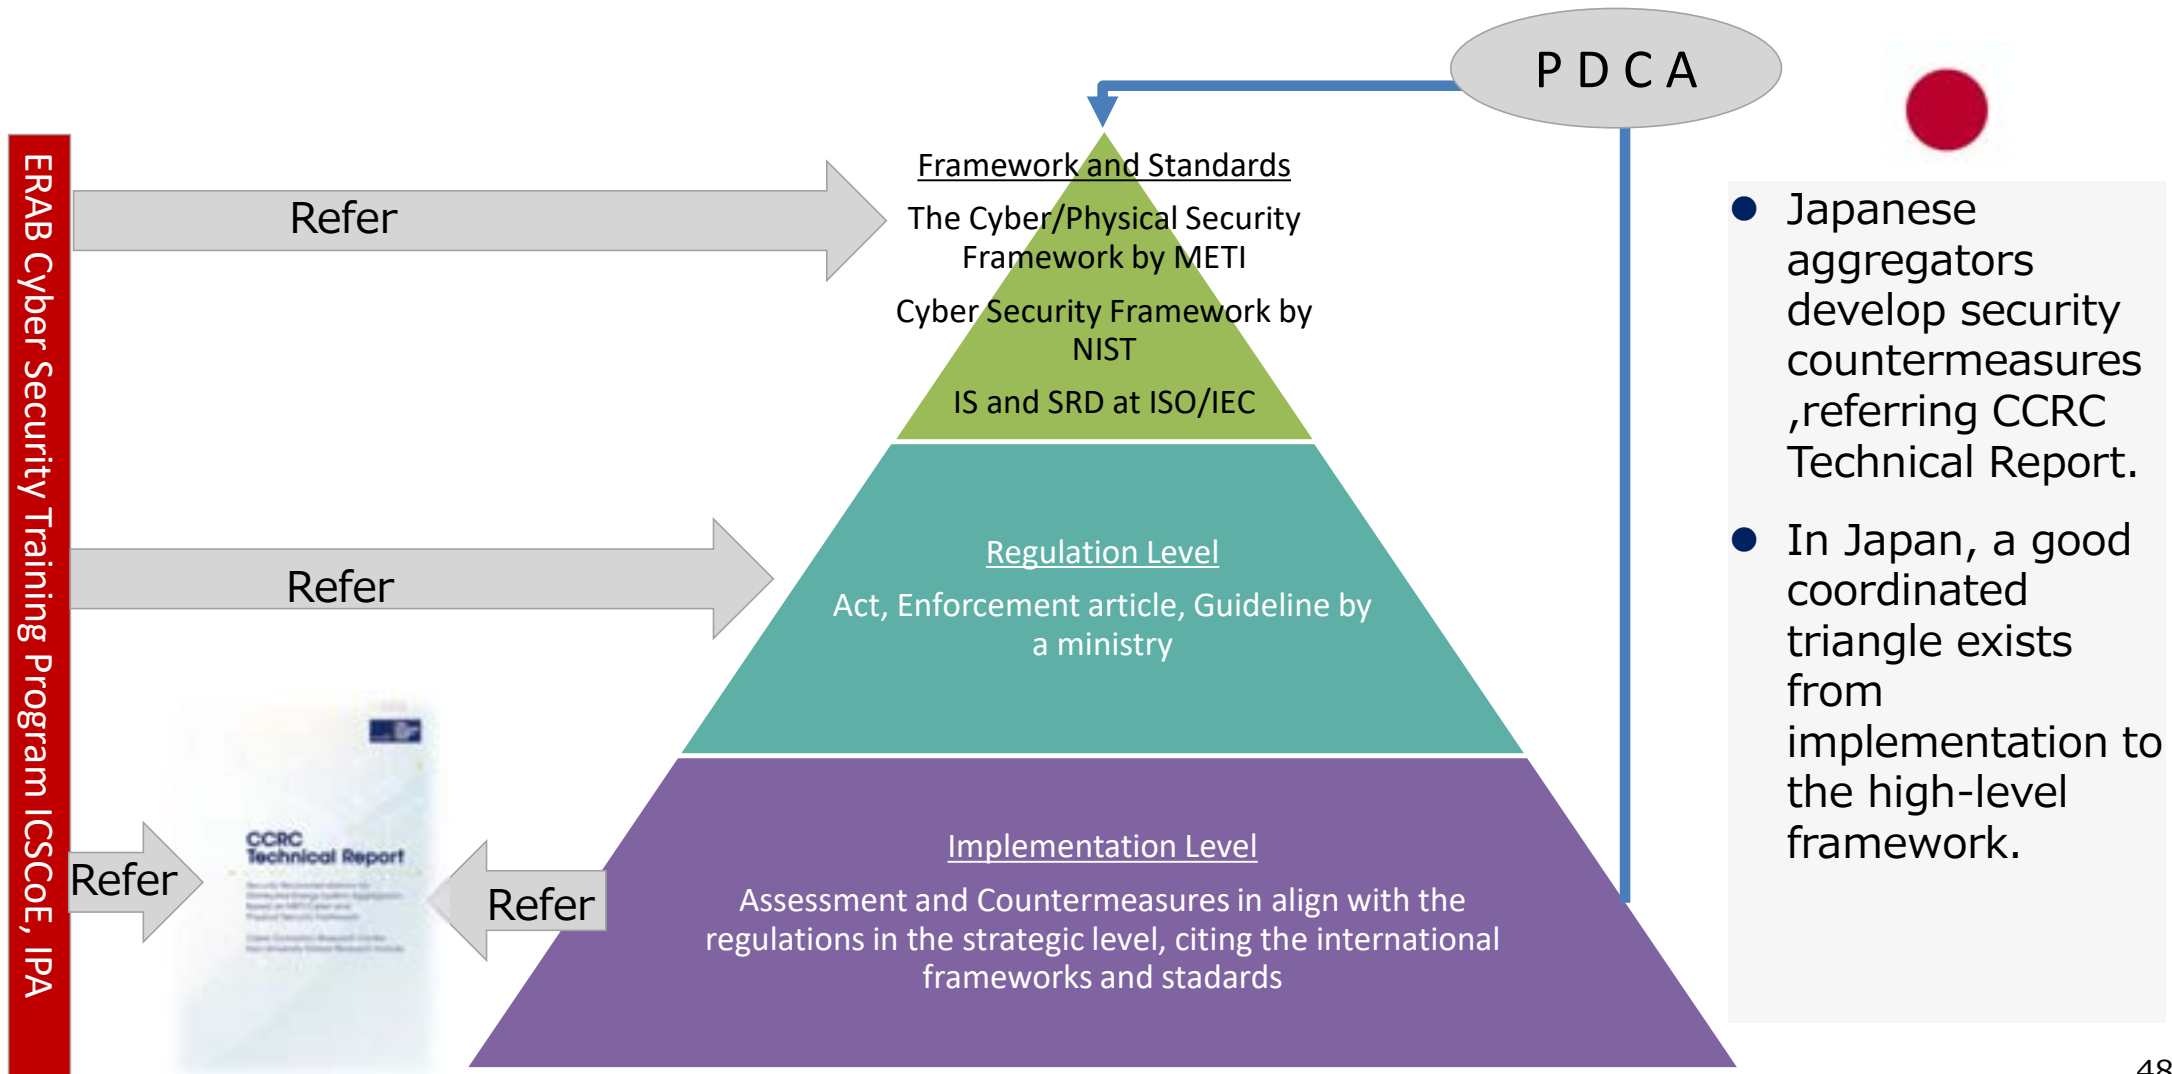 P D C A
ERAB Cyber Security Training Program ICSCoE, IPA
Refer
Framework and Standards
The Cyber/Physical Security
Framework by METI
Cyber Security Framework by
NIST
IS and SRD at ISO/IEC
Refer
Regulation Level
Act, Enforcement article, Guideline by
a ministry
Refer
CCRC
Technical Report
Refer
Implementation Level
Assessment and Countermeasures in align with the
regulations in the strategic level, citing the international
frameworks and stadards
● Japanese
aggregators
develop security
countermeasures
,referring CCRC
Technical Report.
● In Japan, a good
coordinated
triangle exists
from
implementation to
the high-level
framework.
48